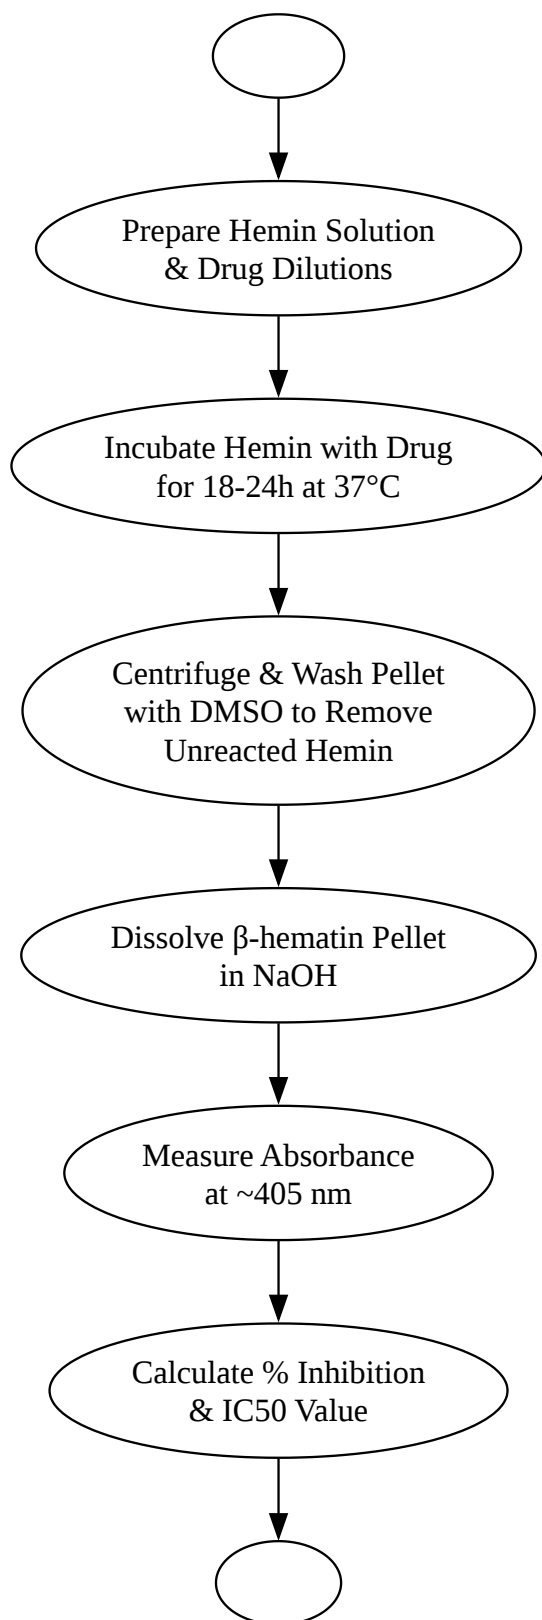 Prepare Hemin Solution
& Drug Dilutions
Incubate Hemin with Drug
for 18-24h at 37°C
Centrifuge & Wash Pellet
with DMSO to Remove
Unreacted Hemin
Dissolve β-hematin Pellet
in NaOH
Measure Absorbance
at ~405 nm
Calculate % Inhibition
& IC50 Value